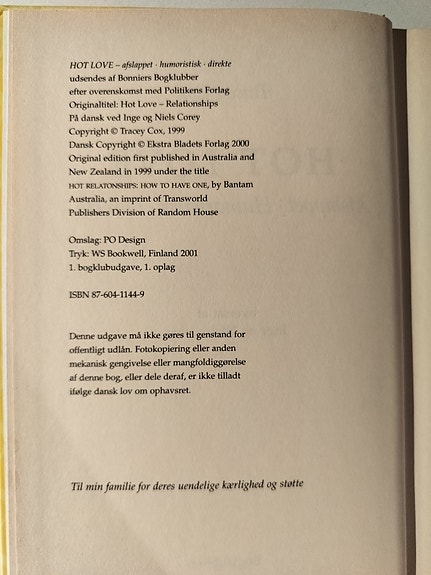 HOT LOVE – afslappet · humoristisk · direkte
udsendes af Bonniers Bogklubber
efter overenskomst med Politikens Forlag
Originaltitel: Hot Love – Relationships
På dansk ved Inge og Niels Corey
Copyright © Tracey Cox, 1999
Dansk Copyright © Ekstra Bladets Forlag 2000
Original edition first published in Australia and
New Zealand in 1999 under the title
HOT RELATONSHIPS: HOW TO HAVE ONE, by Bantam
Australia, an imprint of Transworld
Publishers Division of Random House
Omslag: PO Design
Tryk: WS Bookwell, Finland 2001
1. bogklubudgave, 1. oplag
ISBN 87-604-1144-9
Denne udgave må ikke gøres til genstand for
offentligt udlån. Fotokopiering eller anden
mekanisk gengivelse eller mangfoldiggørelse
af denne bog, eller dele deraf, er ikke tilladt
ifølge dansk lov om ophavsret.
Til min familie for deres uendelige kærlighed og støtte